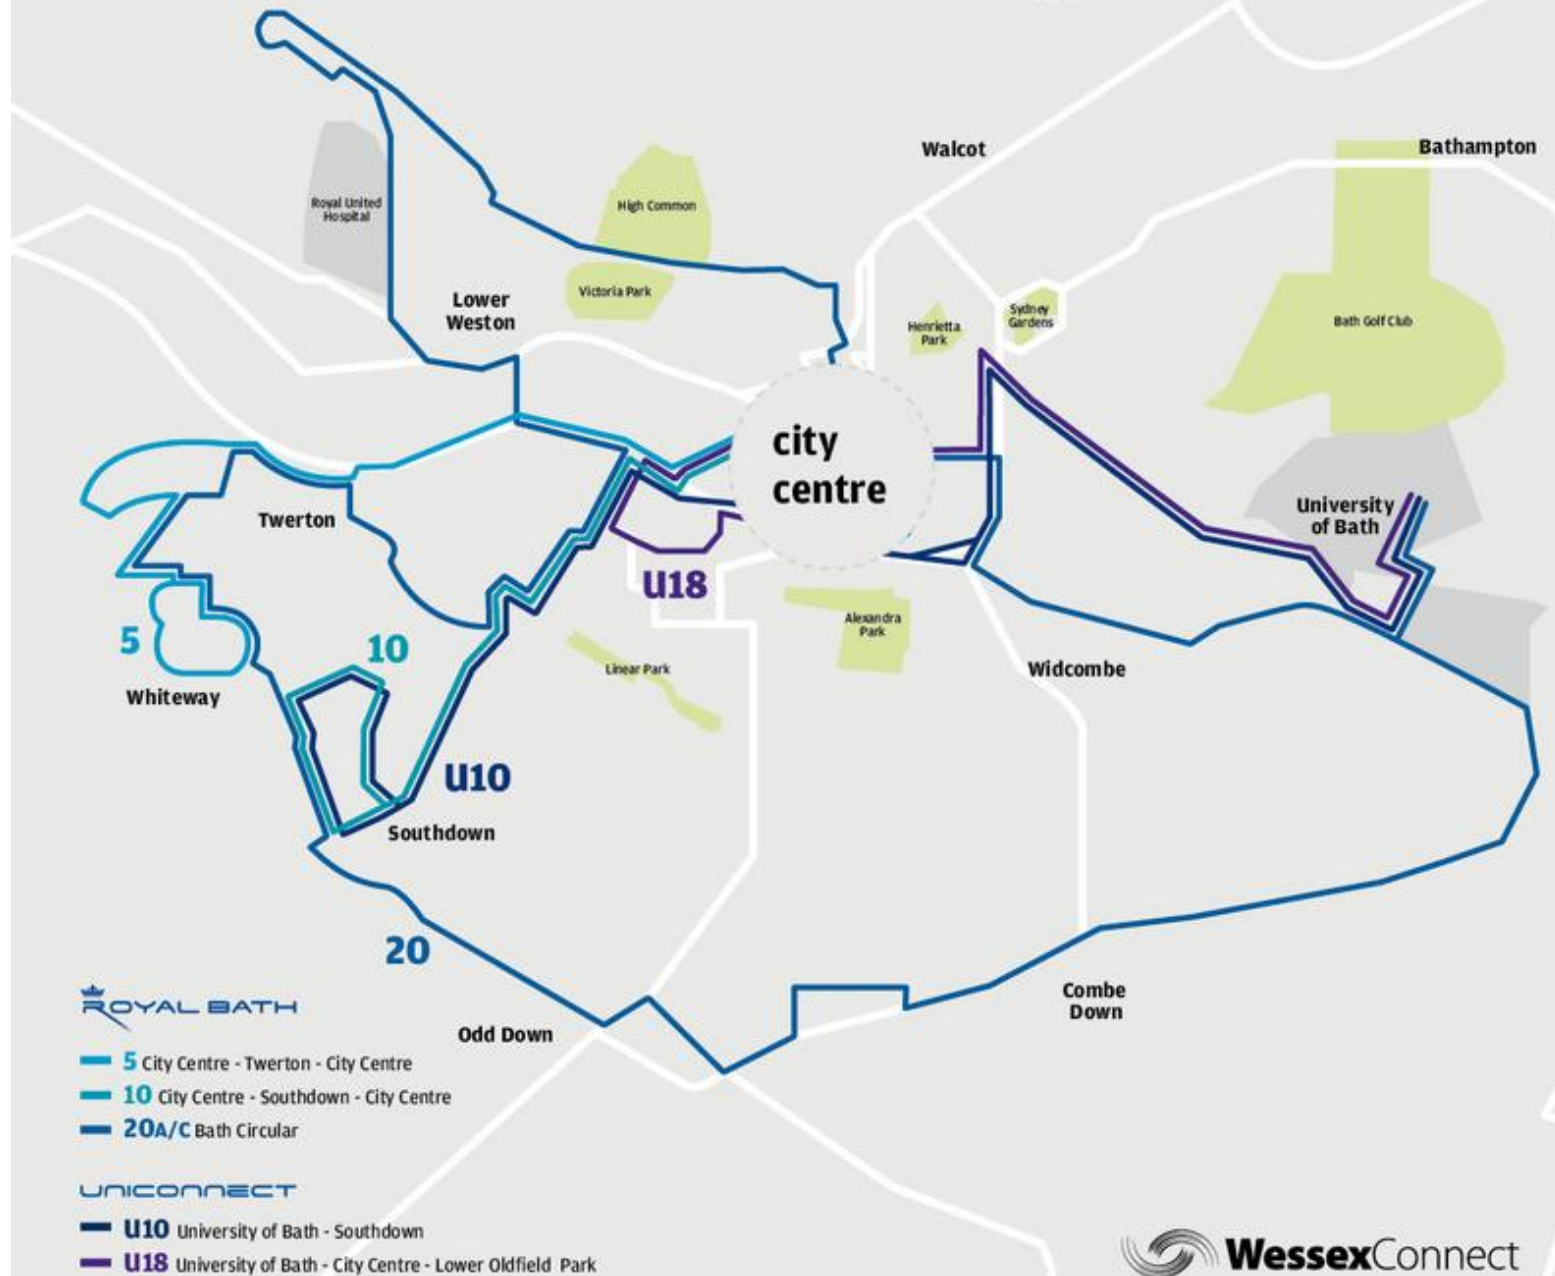 Walcot
Bathampton
Royal United
Hospital
High Common
Victoria Park
Lower
Weston
Henrietta
Park
Sydney
Gardens
Bath Golf Club
city
centre
University
of Bath
Twerton
U18
5
10
Alexandra
Park
Linear Park
Widcombe
Whiteway
U10
Southdown
20
Odd Down
Combe
Down
ROYAL BATH
5 City Centre - Twerton - City Centre
10 City Centre - Southdown - City Centre
20A/C Bath Circular
UNICONNECT
U10 University of Bath - Southdown
U18 University of Bath - City Centre - Lower Oldfield Park
WessexConnect